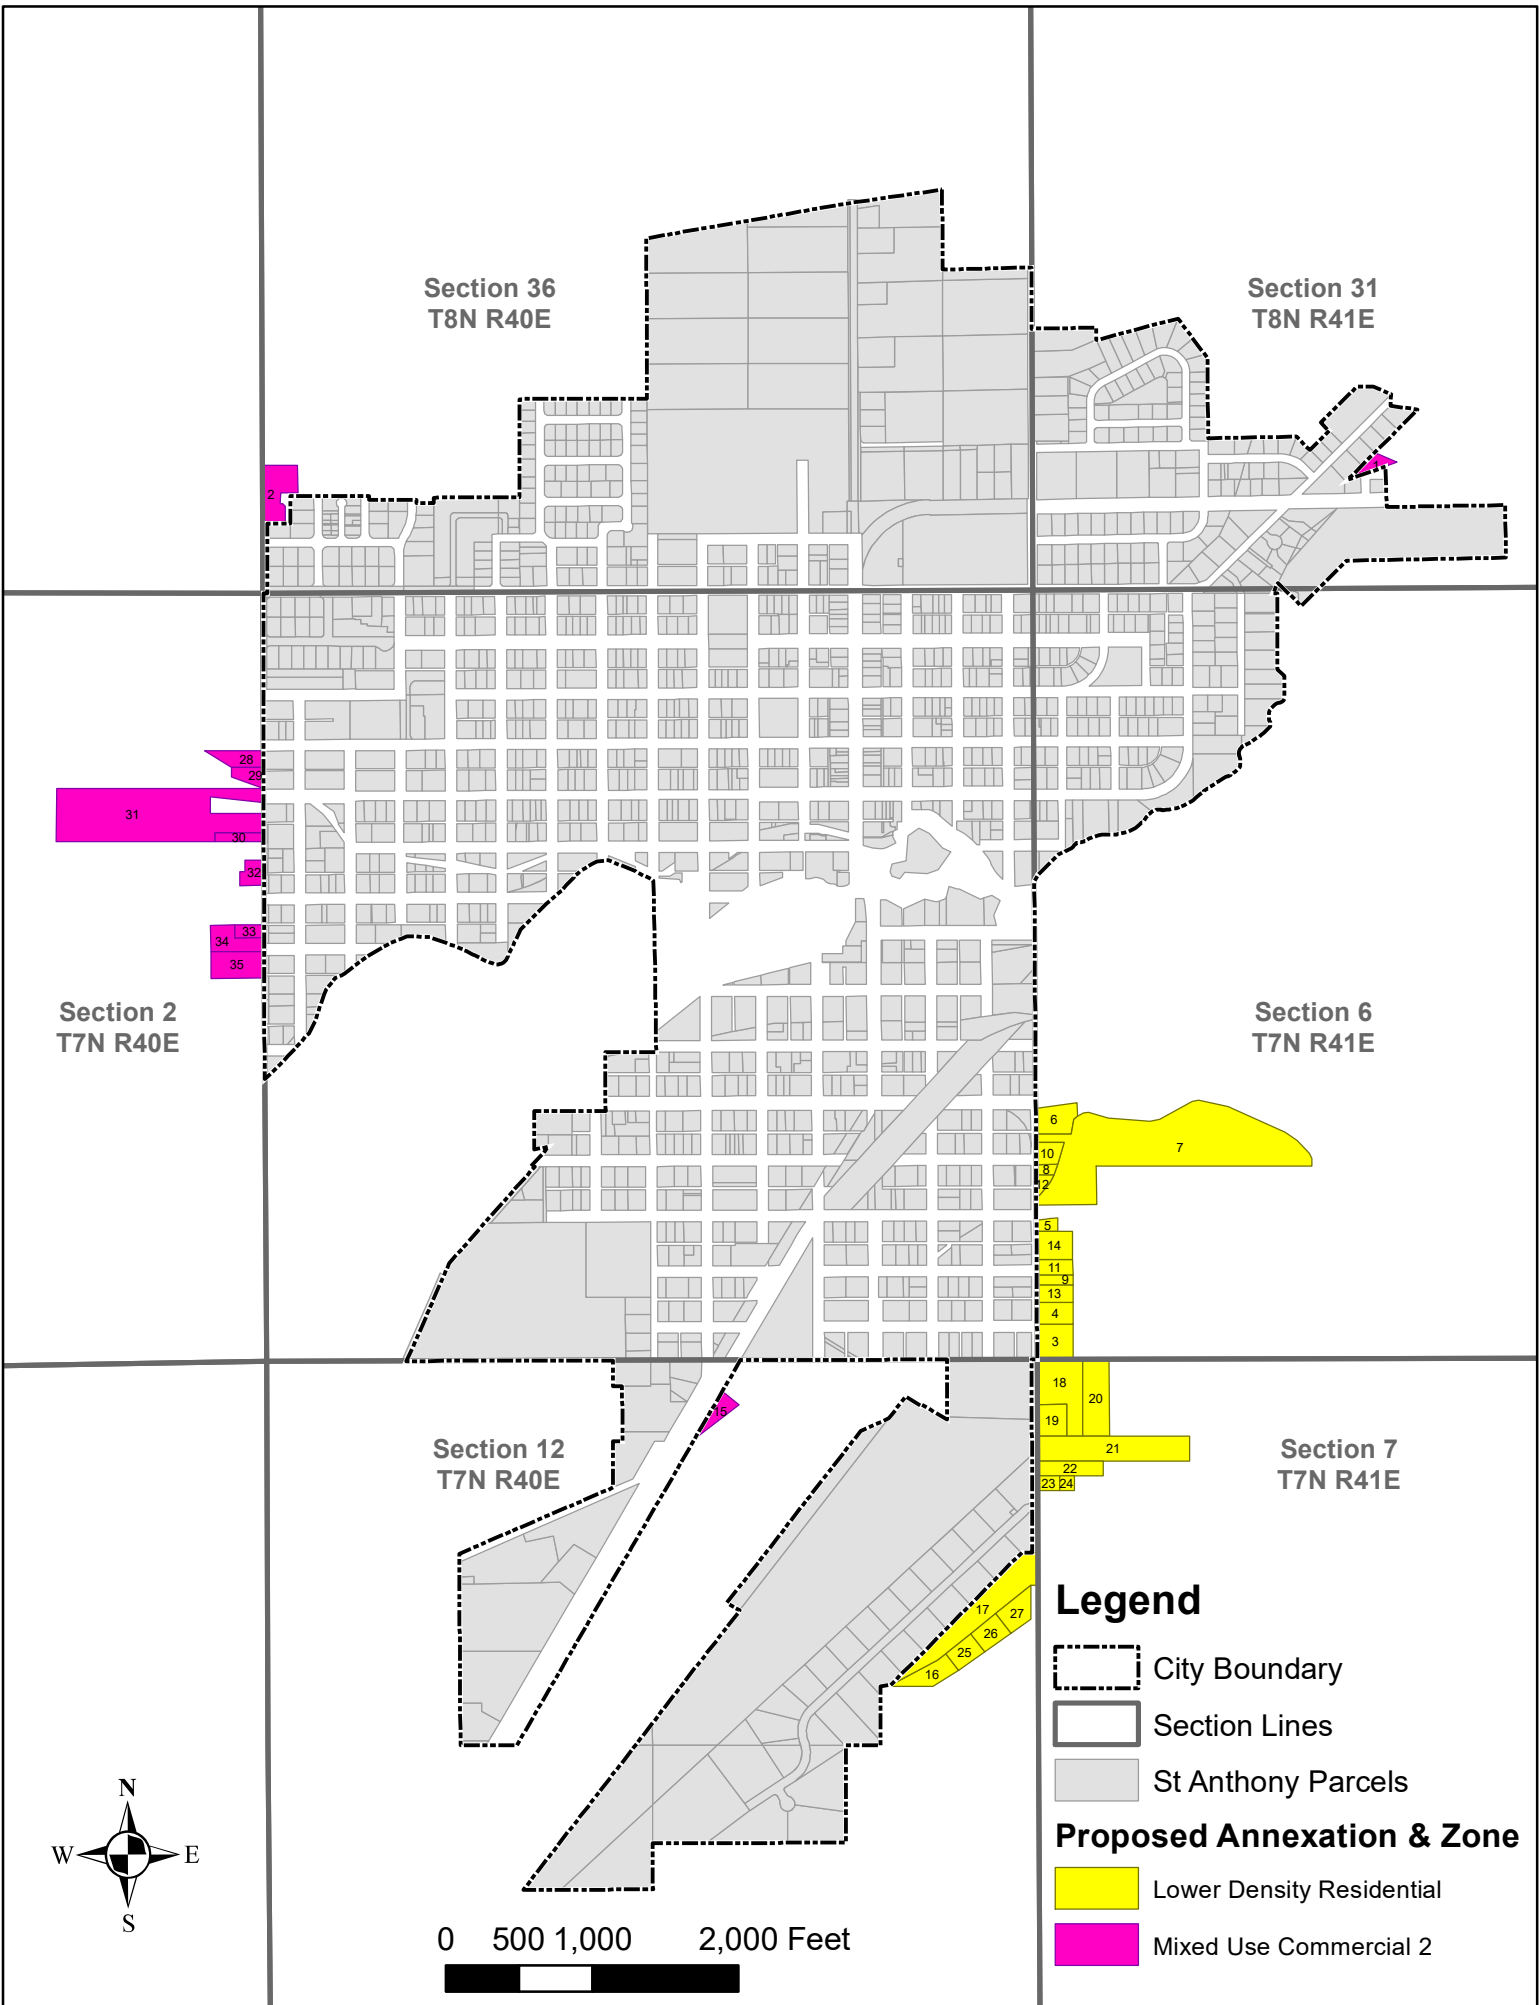 Section 36
T8N R40E
Section 31
T8N R41E
1
2
28
29
31
30
32
33
34
35
Section 2
T7N R40E
Section 6
T7N R41E
6
7
10
8
12
5
14
11
9
13
4
3
18
20
19
15
21
22
23 24
Section 12
T7N R40E
Section 7
T7N R41E
17
27
26
25
16
Legend
City Boundary
Section Lines
St Anthony Parcels
Proposed Annexation & Zone
Lower Density Residential
Mixed Use Commercial 2
N
W
E
S
0 500 1,000 2,000 Feet